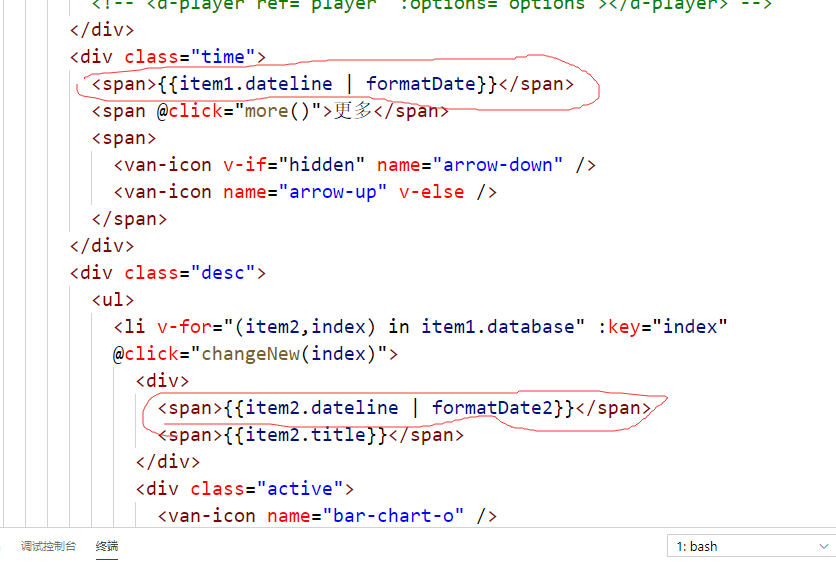 <!-- <d-player ref="player" :options="options"></d-player> -->
</div>
<div class="time">
<span>{{item1.dateline | formatDate}}</span>
<span @click="more()">更多</span>
<span>
<van-icon v-if="hidden" name="arrow-down" />
<van-icon name="arrow-up" v-else />
</span>
</div>
<div class="desc">
<ul>
<li v-for="(item2,index) in item1.database" :key="index"
@click="changeNew(index)">
<div>
<span>{{item2.dateline | formatDate2}}</span>
<span>{{item2.title}}</span>
</div>
<div class="active">
<van-icon name="bar-chart-o" />
调试控制台 终端 1: bash